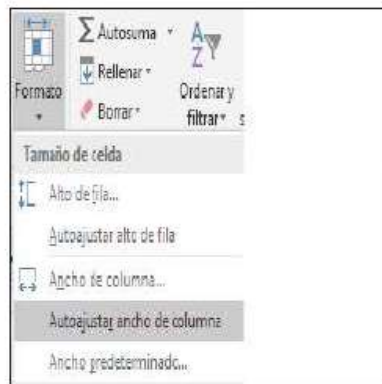 Autosuma
Rellenar
Formato
Ordenar y
filtrar
Borrar
Tamaño de celda
Alto de fila...
Autoajustar alto de fila
Ancho de columna...
Autoajustar ancho de columna
Ancho predeterminado...